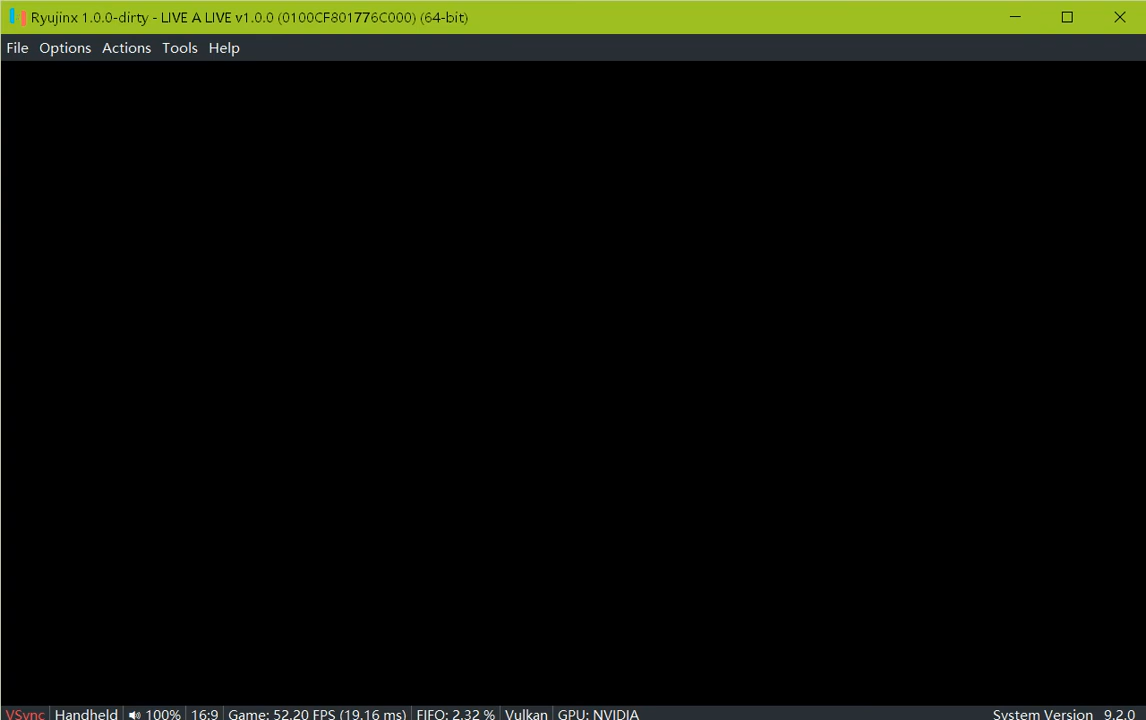 Ryujinx 1.0.0-dirty - LIVE A LIVE v1.0.0 (0100CF801776C000) (64-bit)
File Options Actions Tools Help
VSync Handheld 100% 16:9 Game: 52.20 FPS (19.16 ms) FIFO: 2.32 % Vulkan GPU: NVIDIA System Version 9.2.0